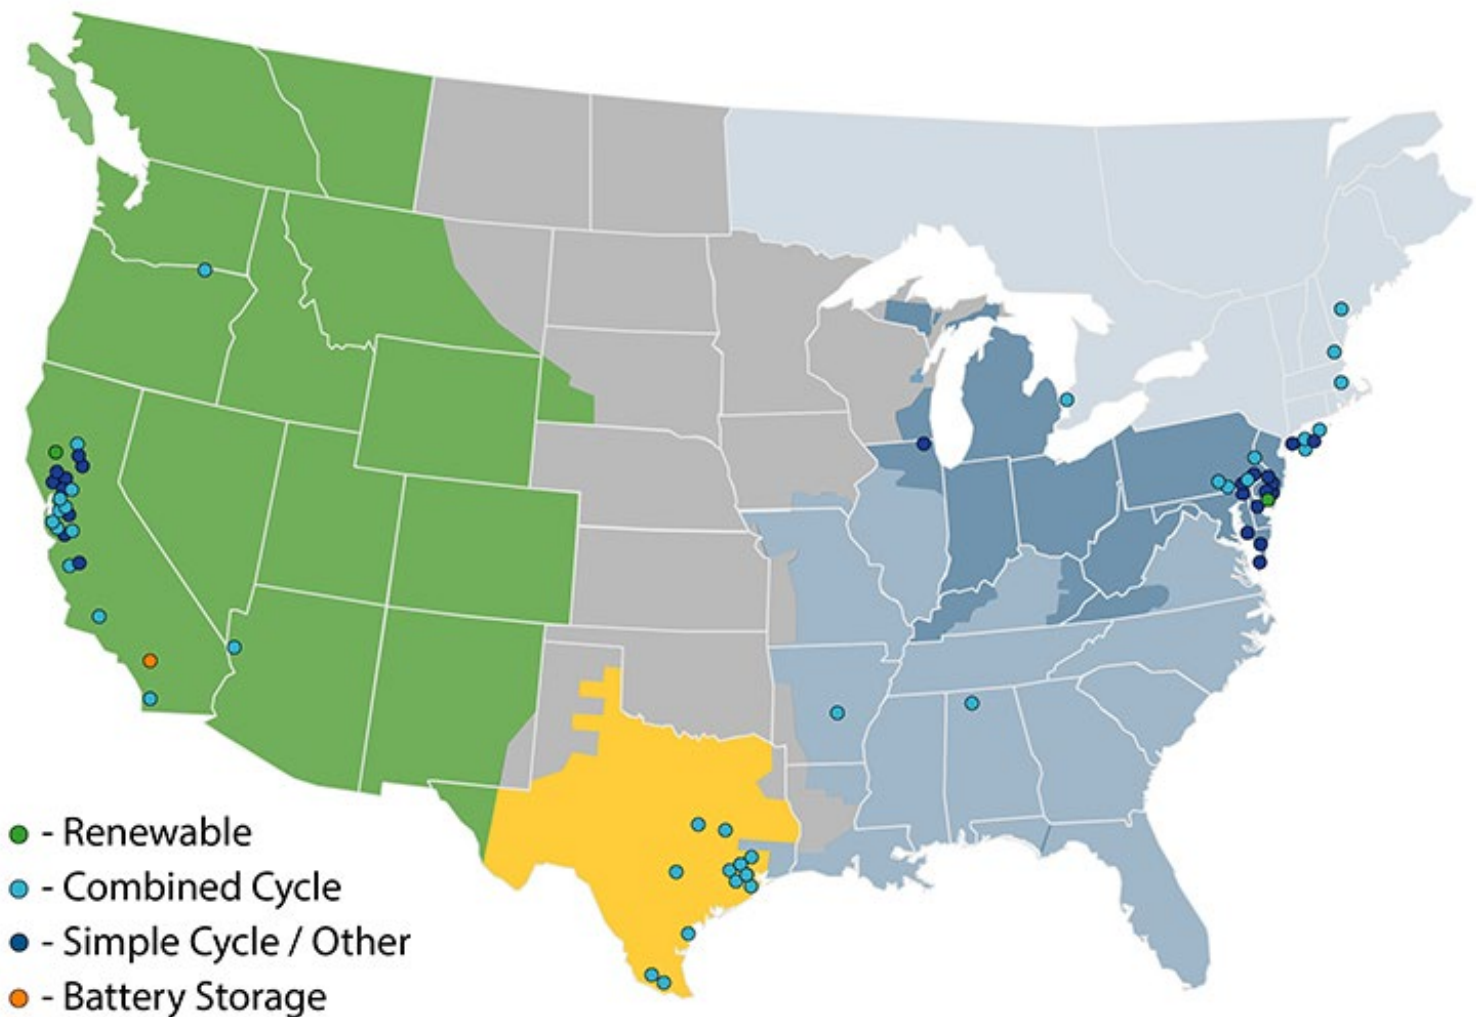 - Renewable
- Combined Cycle
- Simple Cycle / Other
- Battery Storage